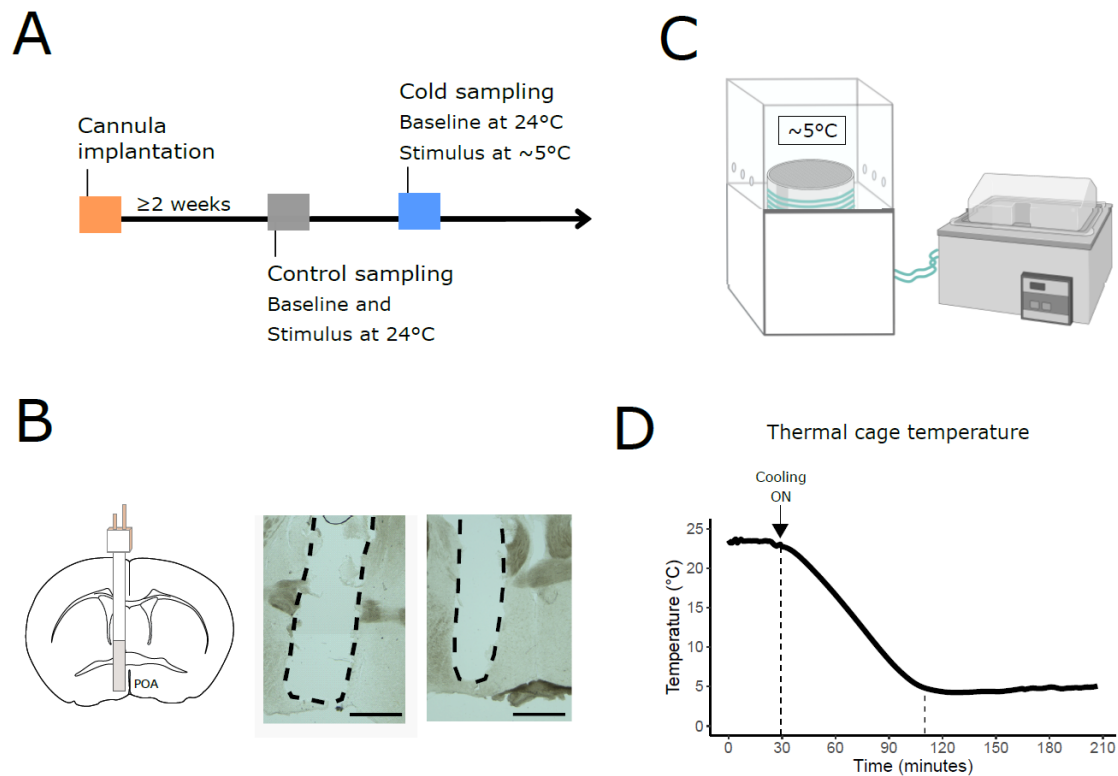 A
Cannula
implantation
≥2 weeks
Cold sampling
Baseline at 24°C
Stimulus at ~5°C
Control sampling
Baseline and
Stimulus at 24°C
C
~5°C
B
POA
D
Thermal cage temperature
Cooling
ON
Temperature (°C)
25
20
15
10
5
0
0 30 60 90 120 150 180 210
Time (minutes)